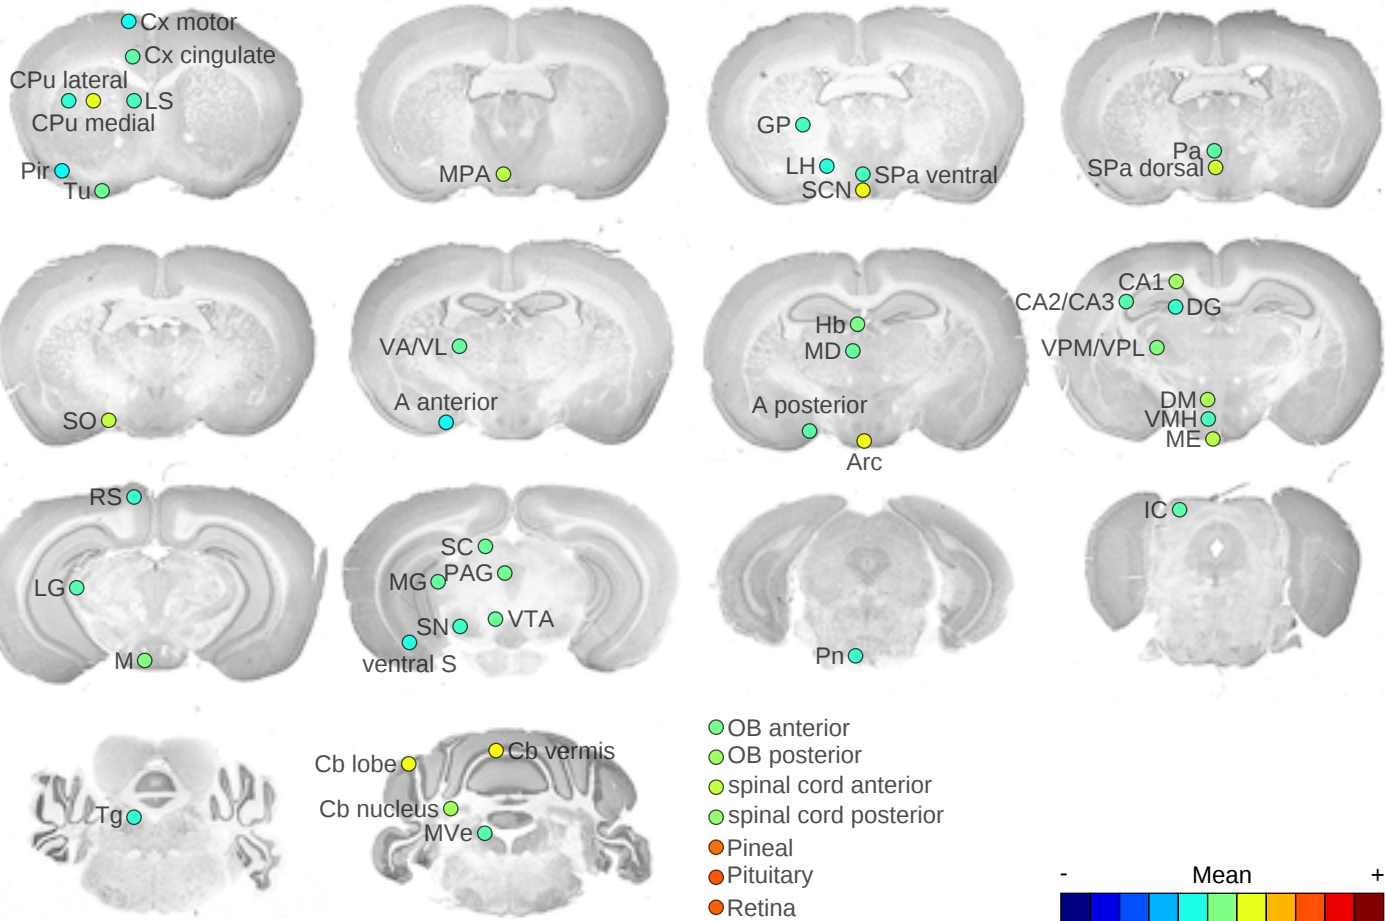 Cx motor
Cx cingulate
CPu lateral
LS
CPu medial
Pir
Tu
MPA
GP
LH
SPa ventral
SCN
Pa
SPa dorsal
SO
VA/VL
A anterior
Hb
MD
A posterior
Arc
CA1
CA2/CA3
DG
VPM/VPL
DM
VMH
ME
RS
LG
M
SC
MG
PAG
SN
VTA
ventral S
Pn
IC
Tg
Cb lobe
Cb vermis
Cb nucleus
MVe
OB anterior
OB posterior
spinal cord anterior
spinal cord posterior
Pineal
Pituitary
Retina
- Mean +